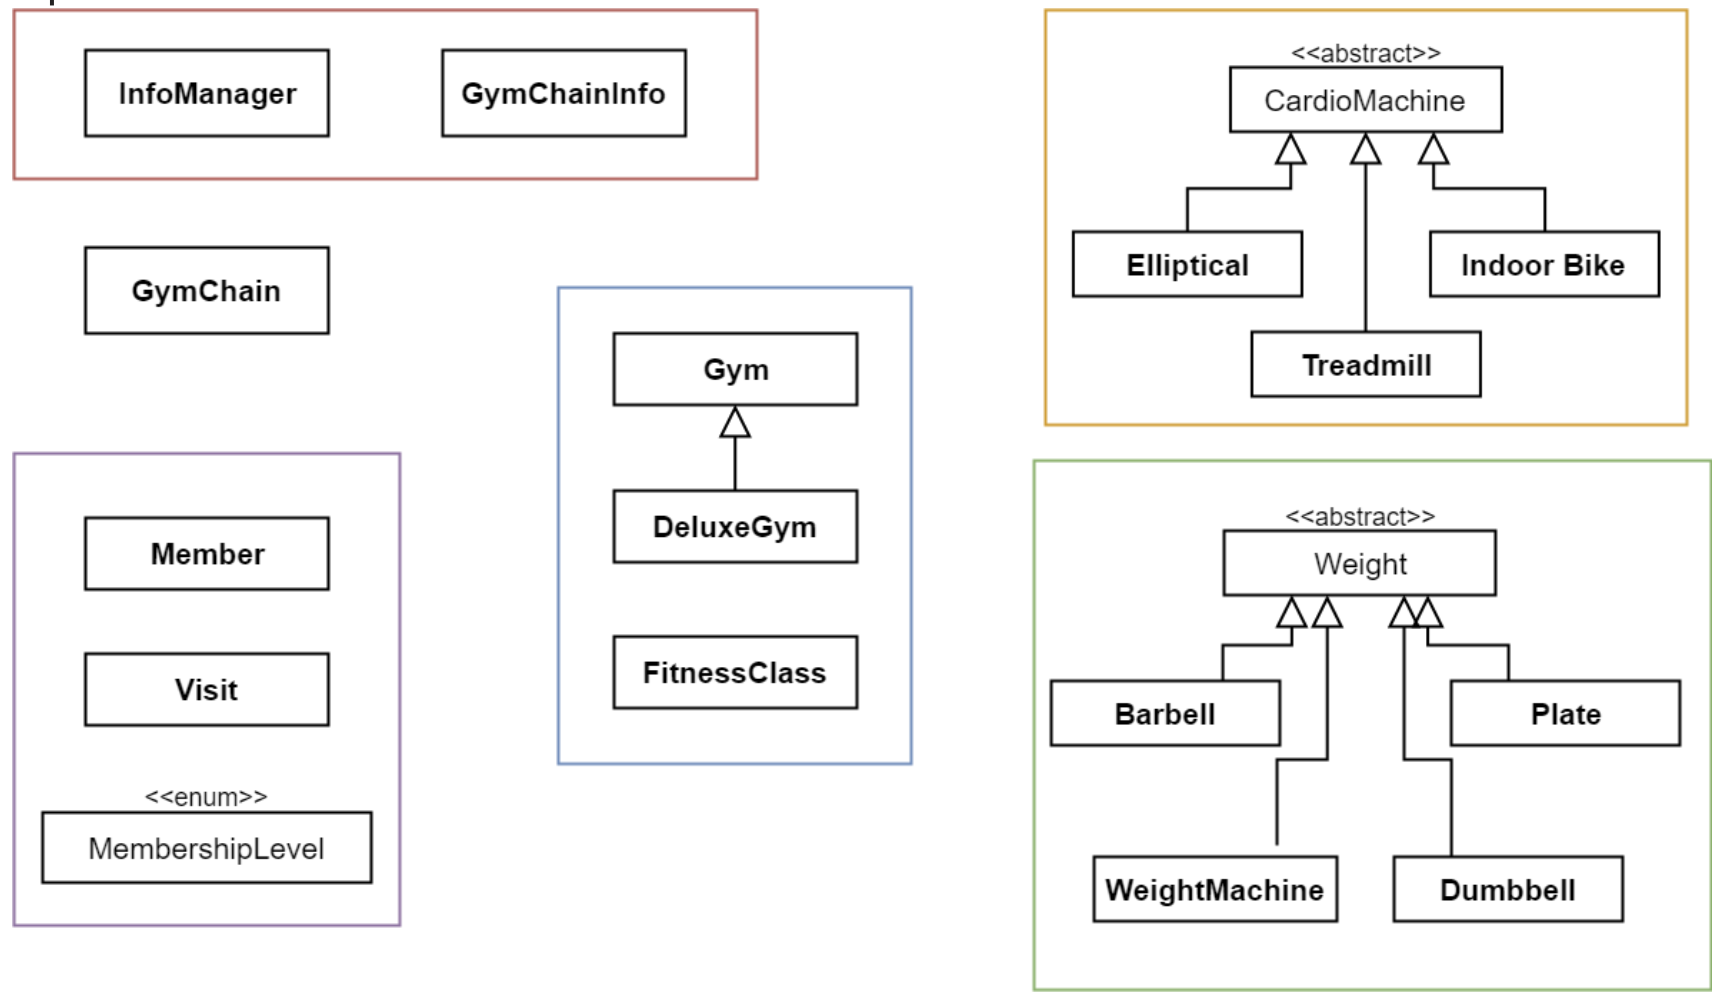 InfoManager
GymChainInfo
GymChain
Member
Visit
<<enum>>
MembershipLevel
Gym
DeluxeGym
FitnessClass
<<abstract>>
CardioMachine
Elliptical
Indoor Bike
Treadmill
<<abstract>>
Weight
Barbell
Plate
WeightMachine
Dumbbell